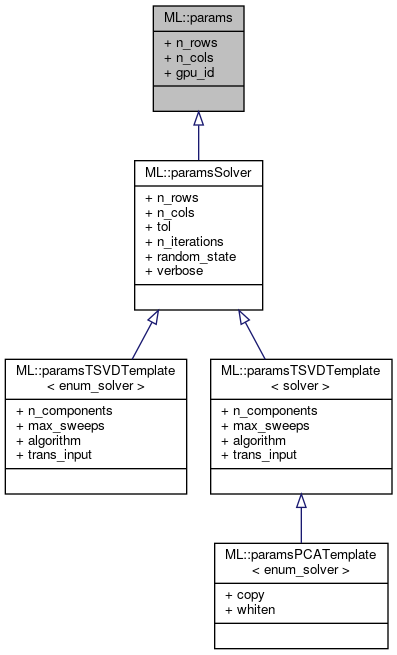 ML::params
+ n_rows
+ n_cols
+ gpu_id
ML::paramsSolver
+ n_rows
+ n_cols
+ tol
+ n_iterations
+ random_state
+ verbose
ML::paramsTSVDTemplate
< enum_solver >
+ n_components
+ max_sweeps
+ algorithm
+ trans_input
ML::paramsTSVDTemplate
< solver >
+ n_components
+ max_sweeps
+ algorithm
+ trans_input
ML::paramsPCATemplate
< enum_solver >
+ copy
+ whiten